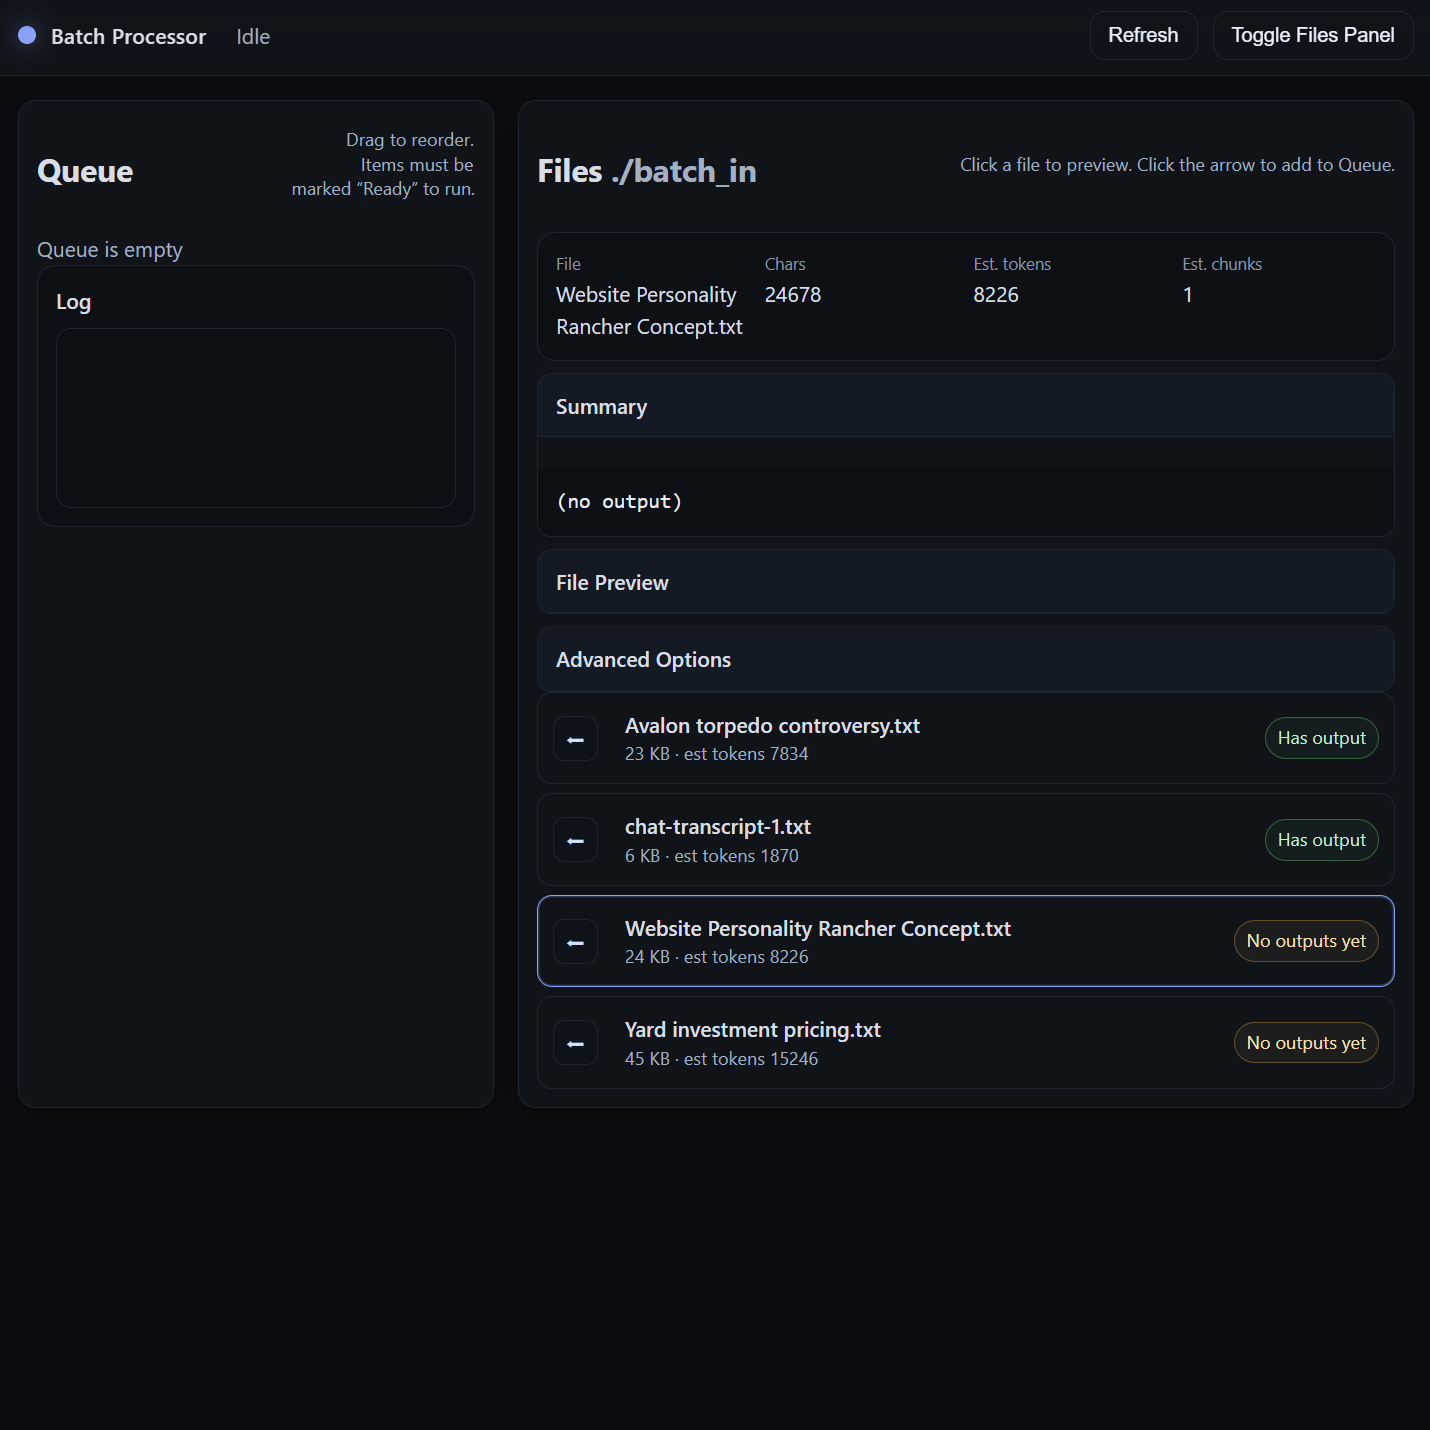 Batch Processor
Idle
Refresh
Toggle Files Panel
Queue
Drag to reorder.
Items must be
marked “Ready” to run.
Queue is empty
Log
Files ./batch_in
Click a file to preview. Click the arrow to add to Queue.
File
Website Personality
Rancher Concept.txt
Chars
24678
Est. tokens
8226
Est. chunks
1
Summary
(no output)
File Preview
Advanced Options
Avalon torpedo controversy.txt
23 KB · est tokens 7834
Has output
chat-transcript-1.txt
6 KB · est tokens 1870
Has output
Website Personality Rancher Concept.txt
24 KB · est tokens 8226
No outputs yet
Yard investment pricing.txt
45 KB · est tokens 15246
No outputs yet